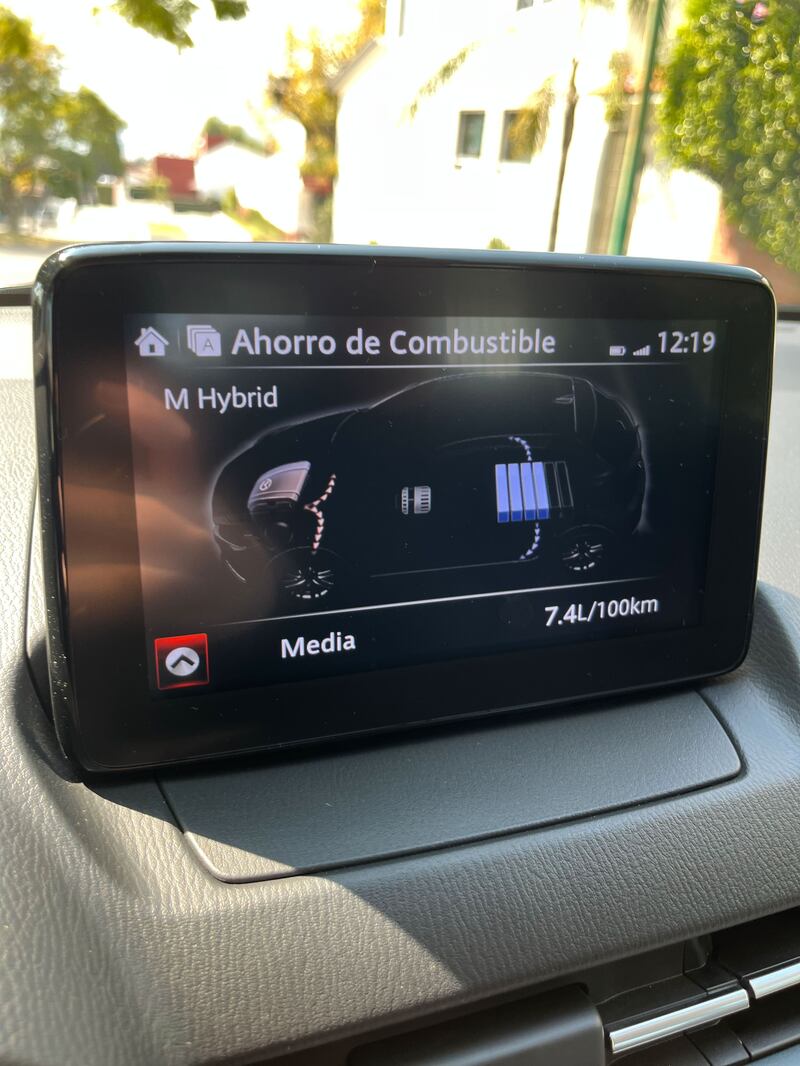 A Ahorro de Combustible 12:19
M Hybrid
Media 7.4L/100km